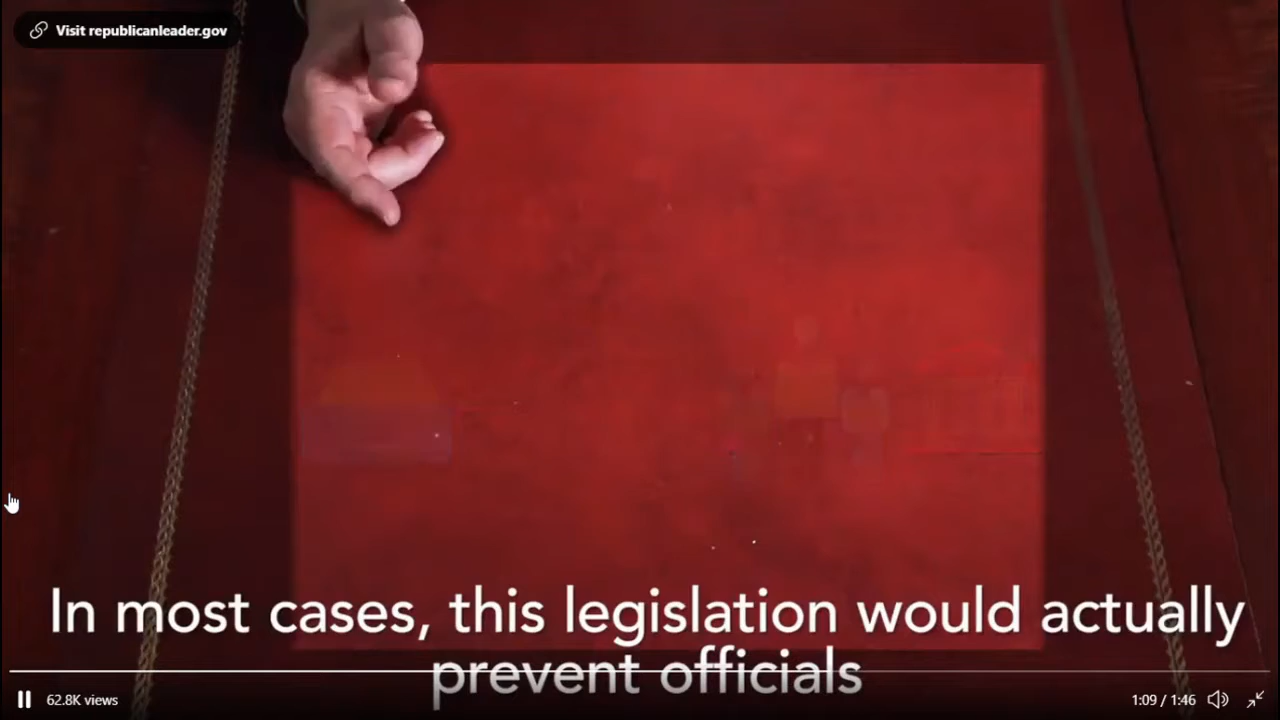 Visit republicanleader.gov
In most cases, this legislation would actually
prevent officials
62.8K views
1:09 / 1:46